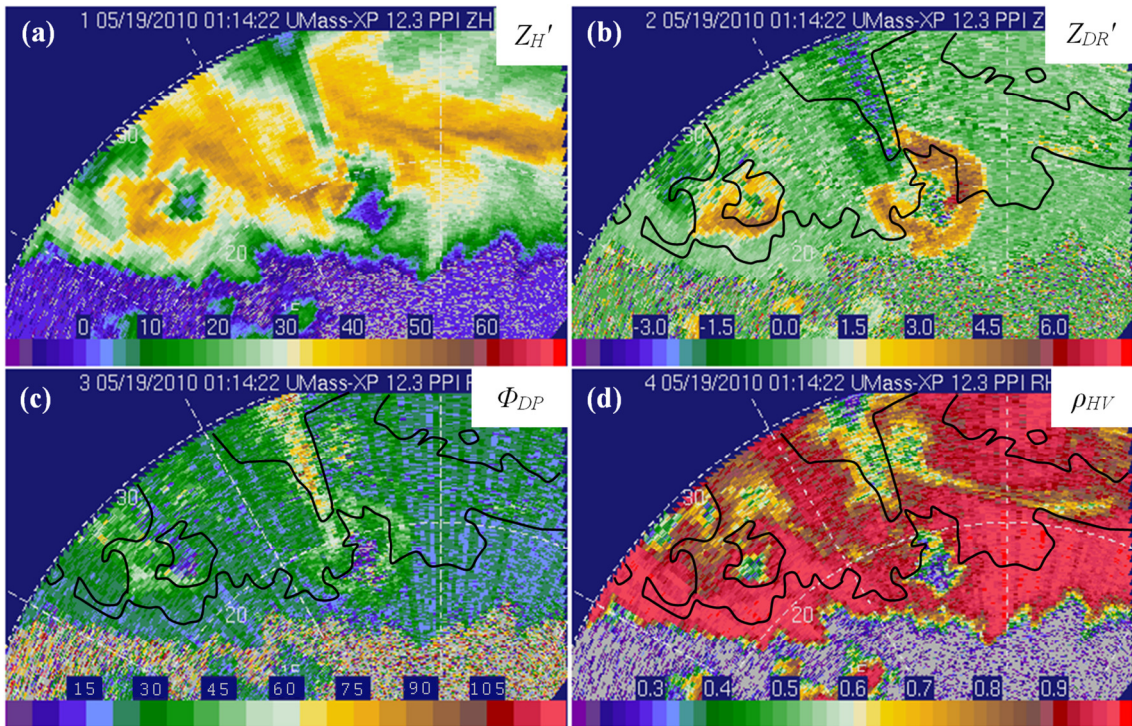 1 05/19/2010 01:14:22 UMass-XP 12.3 PPI ZH
(a)
Z_H'
30
20
15
0 10 20 30 40 50 60
2 05/19/2010 01:14:22 UMass-XP 12.3 PPI Z
(b)
Z_DR'
30
20
-3.0 -1.5 0.0 1.5 3.0 4.5 6.0
3 05/19/2010 01:14:22 UMass-XP 12.3 PPI
(c)
Φ_DP
30
20
15
15 30 45 60 75 90 105
4 05/19/2010 01:14:22 UMass-XP 12.3 PPI RH
(d)
ρ_HV
30
20
15
0.3 0.4 0.5 0.6 0.7 0.8 0.9